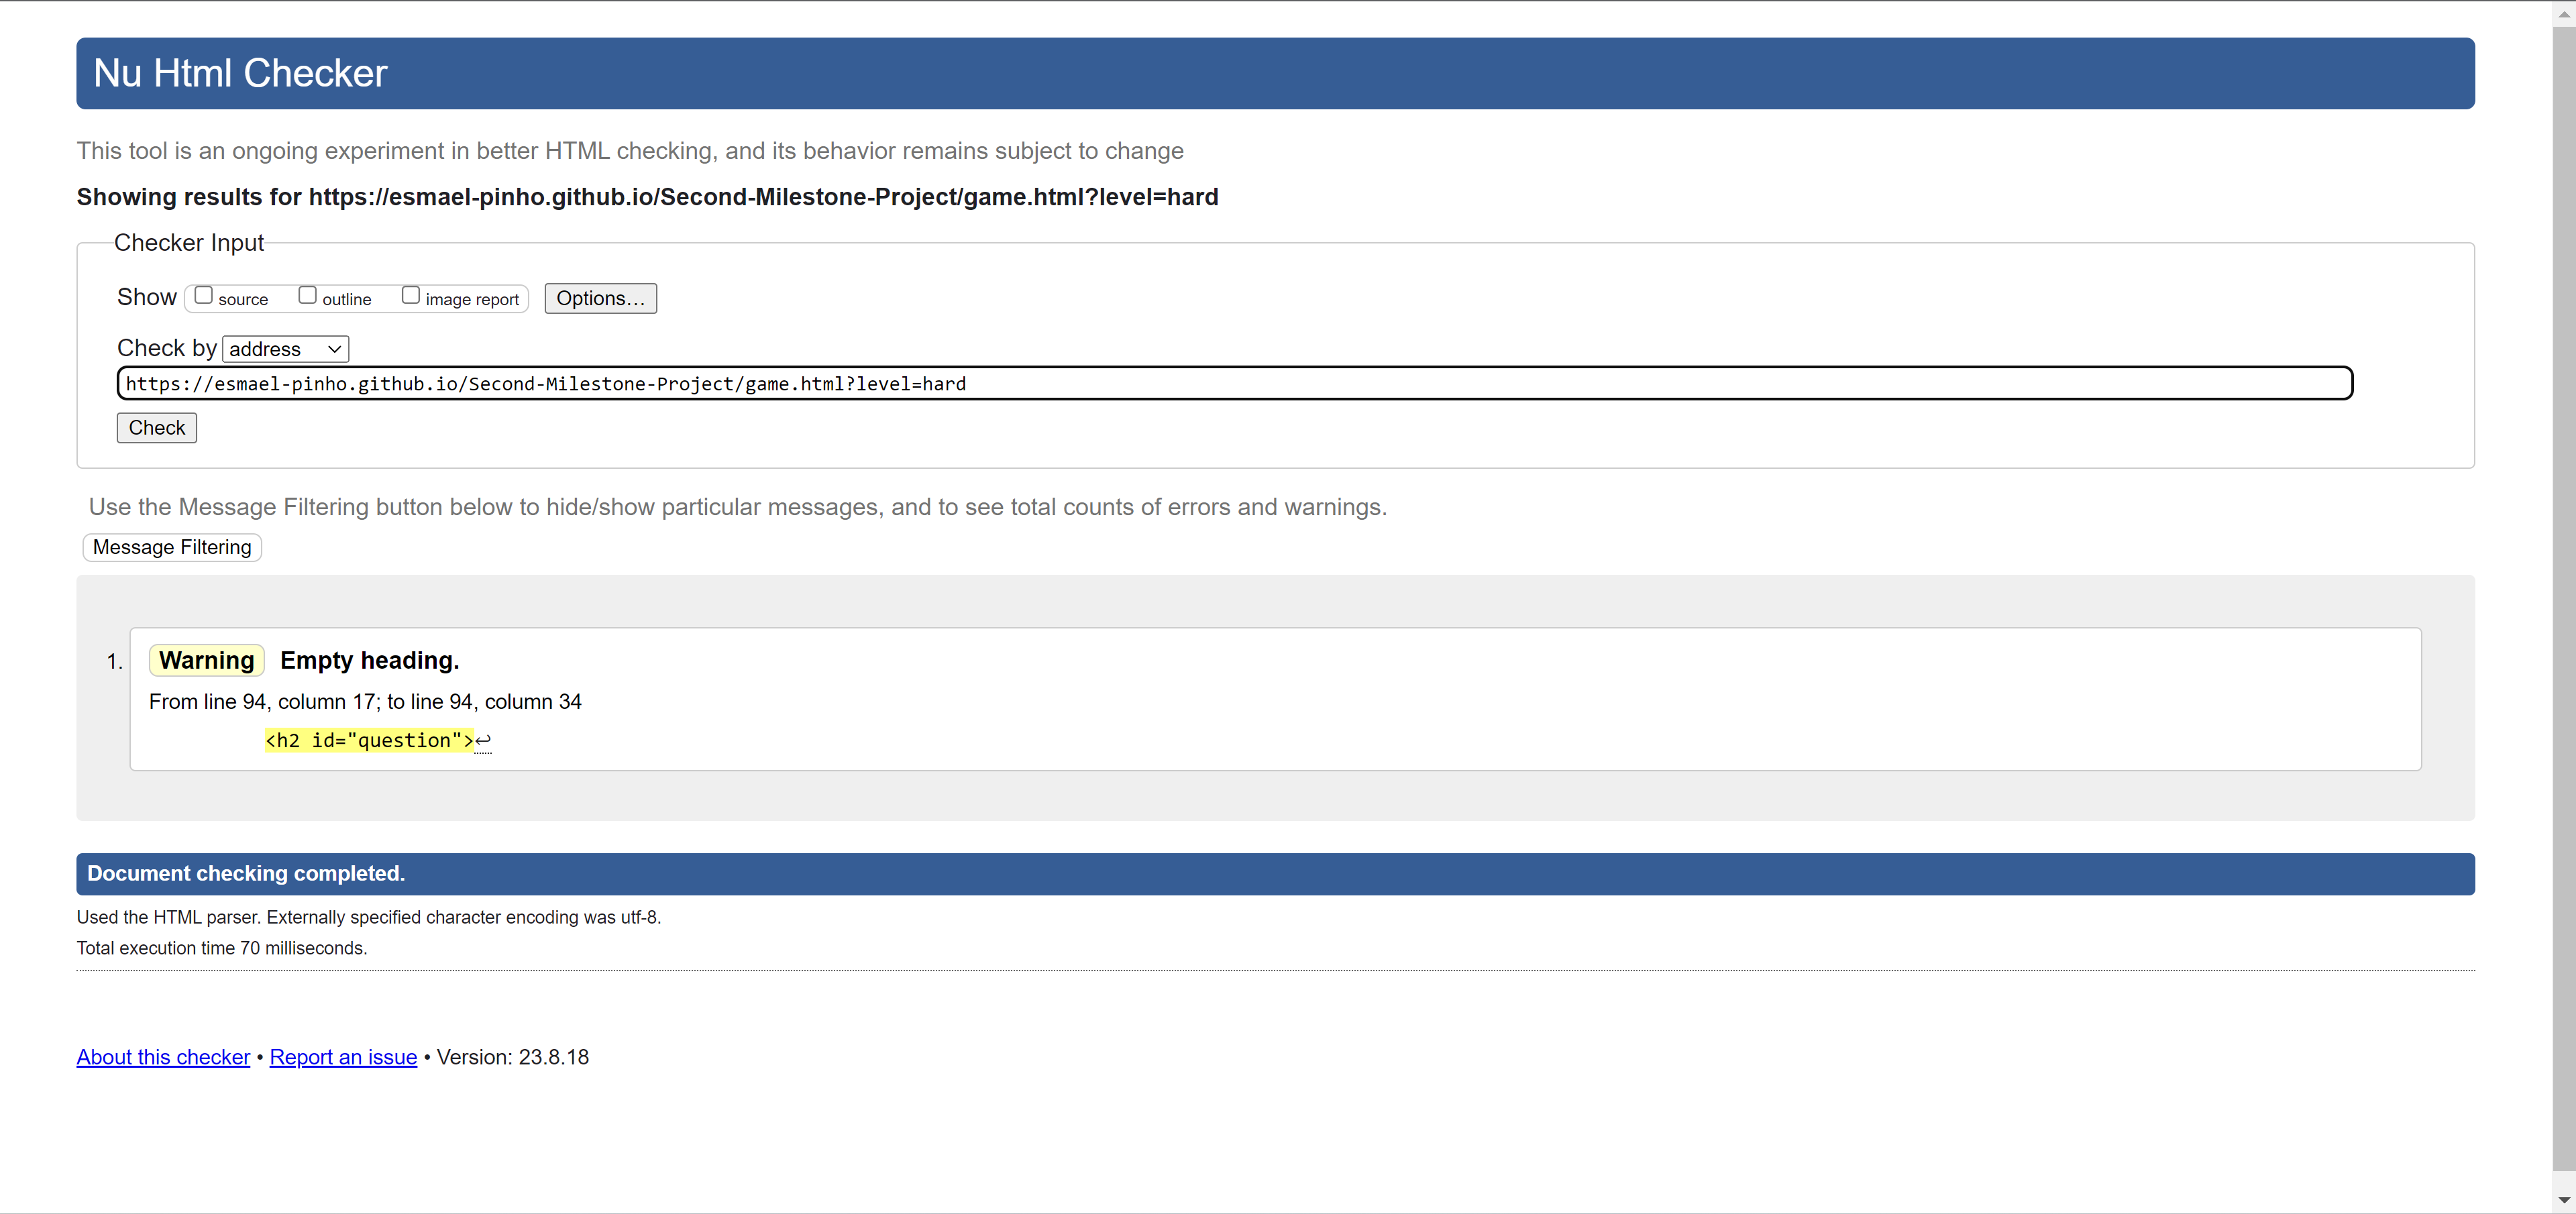 Nu Html Checker
This tool is an ongoing experiment in better HTML checking, and its behavior remains subject to change
Showing results for https://esmael-pinho.github.io/Second-Milestone-Project/game.html?level=hard
Checker Input
Show source outline image report Options…
Check by address
https://esmael-pinho.github.io/Second-Milestone-Project/game.html?level=hard
Check
Use the Message Filtering button below to hide/show particular messages, and to see total counts of errors and warnings.
Message Filtering
1. Warning Empty heading.
From line 94, column 17; to line 94, column 34
<h2 id="question">↩
Document checking completed.
Used the HTML parser. Externally specified character encoding was utf-8.
Total execution time 70 milliseconds.
About this checker • Report an issue • Version: 23.8.18